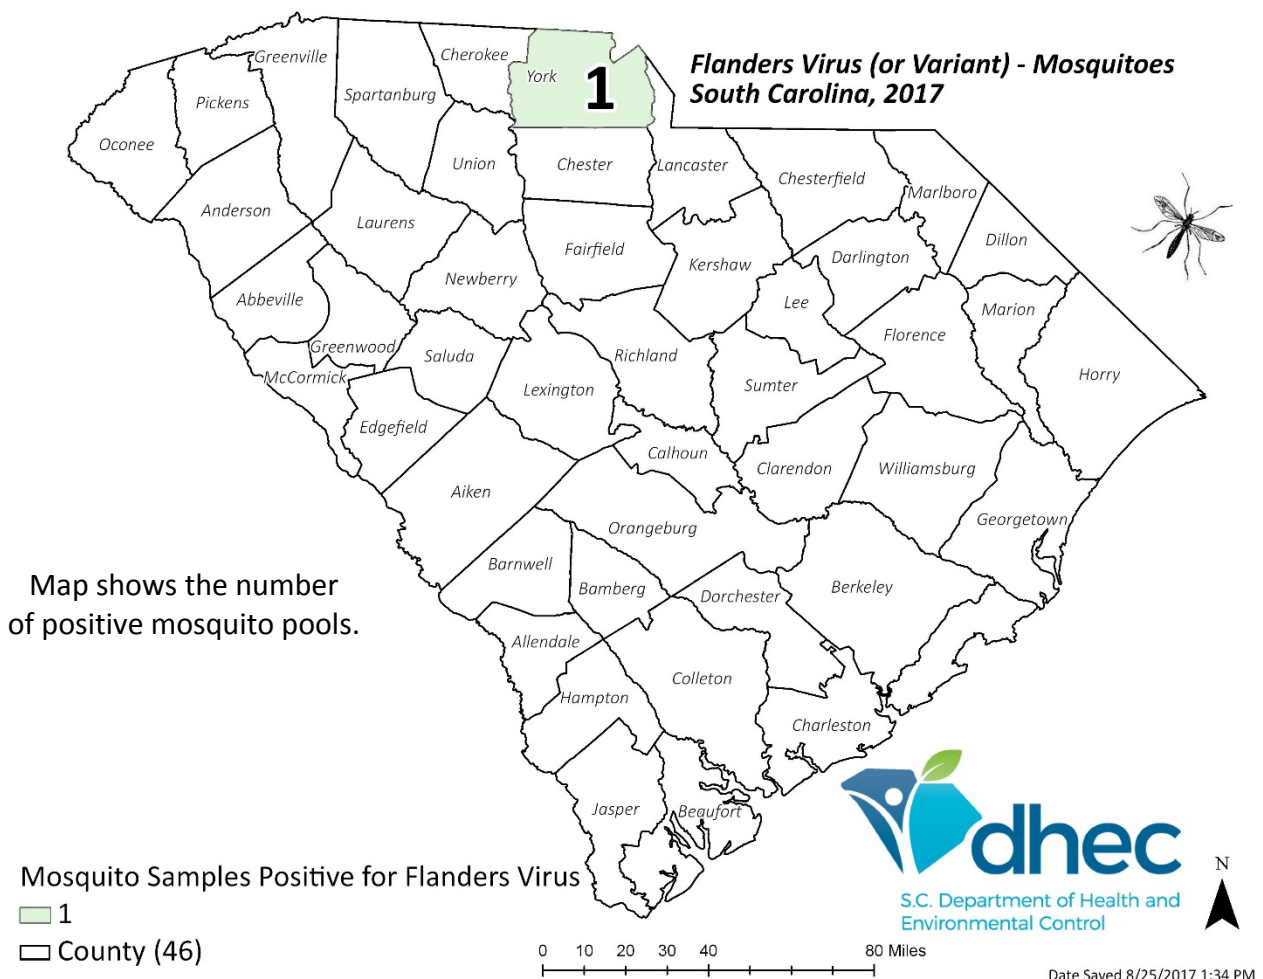 Flanders Virus (or Variant) - Mosquitoes
South Carolina, 2017
Greenville
Cherokee
York
1
Pickens
Spartanburg
Oconee
Union
Chester
Lancaster
Chesterfield
Marlboro
Anderson
Laurens
Fairfield
Kershaw
Darlington
Dillon
Newberry
Abbeville
Lee
Marion
Greenwood
Saluda
Richland
Florence
McCormick
Lexington
Sumter
Horry
Edgefield
Calhoun
Clarendon
Williamsburg
Aiken
Orangeburg
Georgetown
Barnwell
Bamberg
Dorchester
Berkeley
Map shows the number
of positive mosquito pools.
Allendale
Hampton
Colleton
Charleston
Jasper
Beaufort
dhec
S.C. Department of Health and
Environmental Control
N
Mosquito Samples Positive for Flanders Virus
1
County (46)
0 10 20 30 40 80 Miles
Date Saved 8/25/2017 1:34 PM